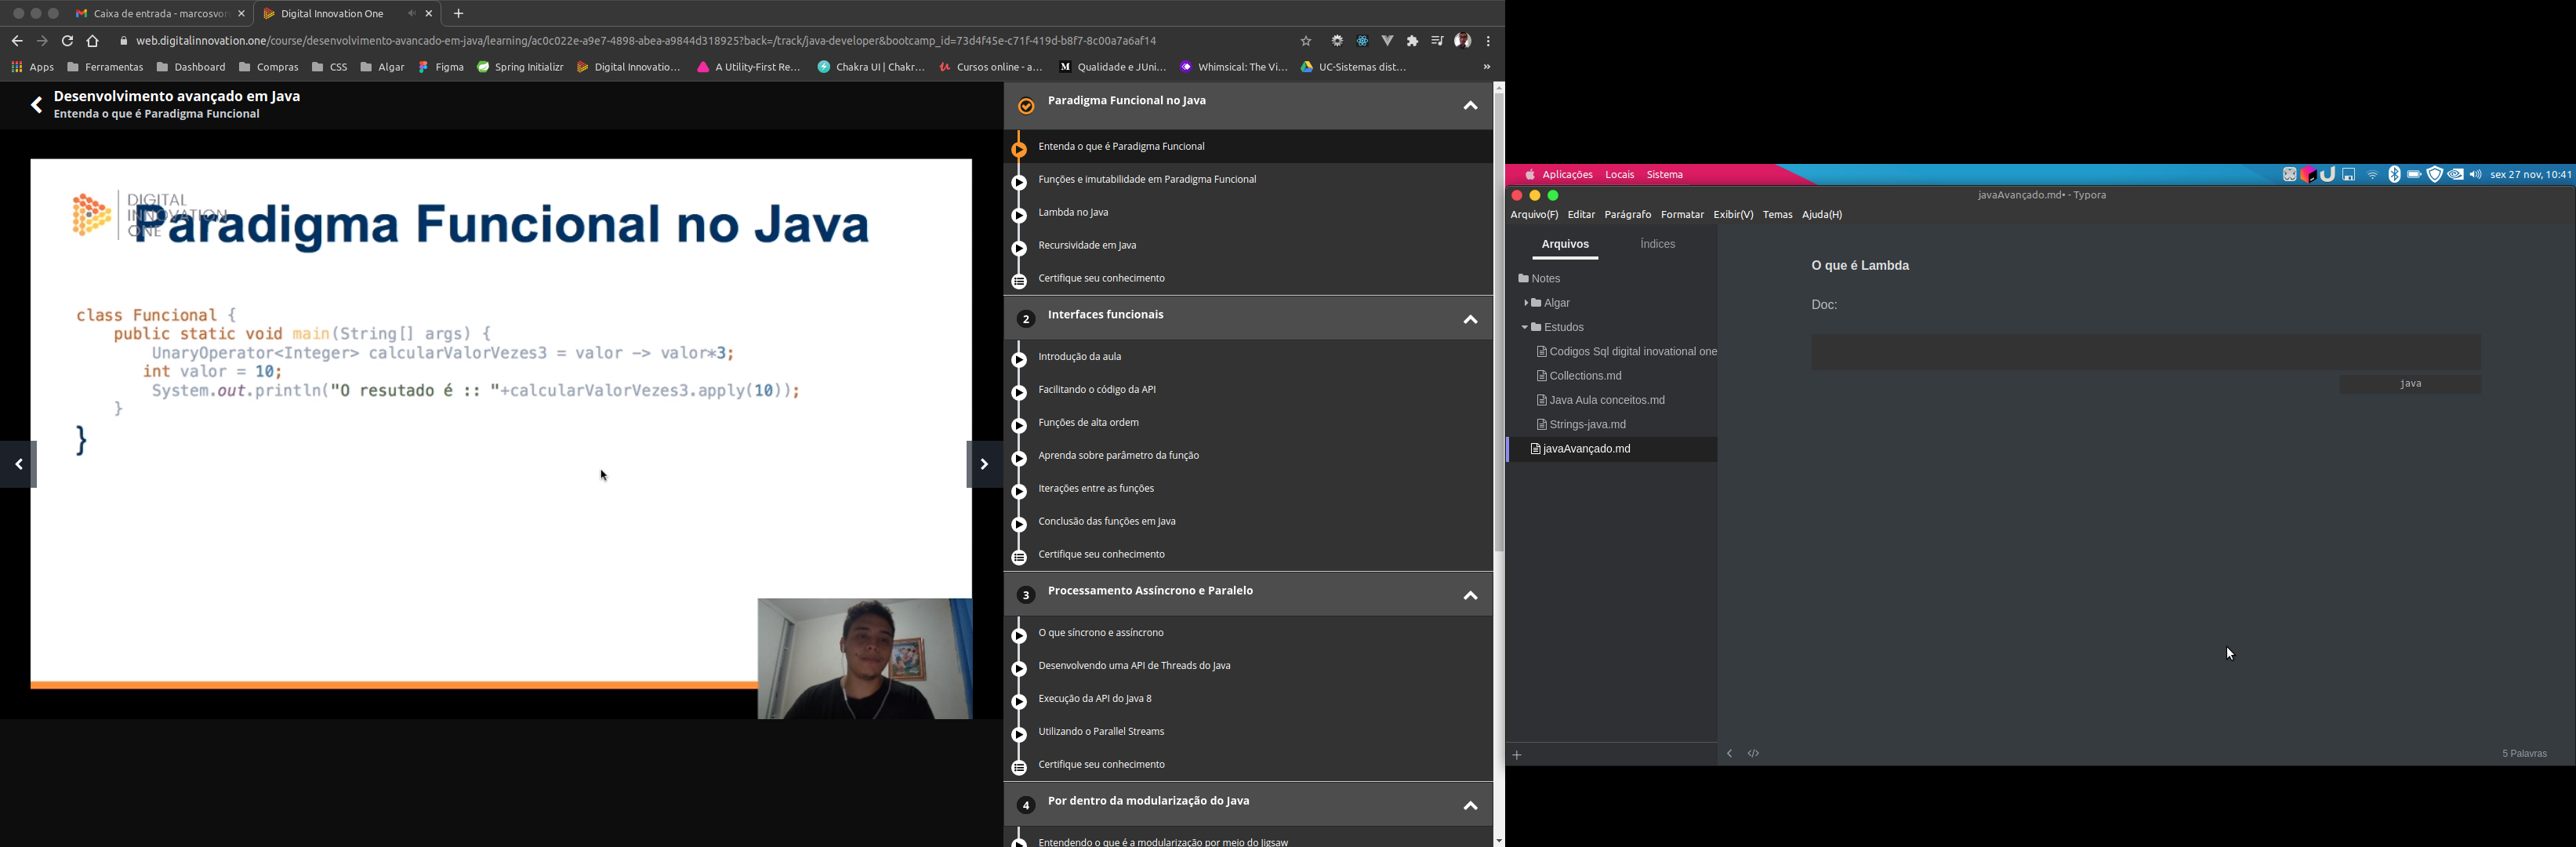 Caixa de entrada - marcosvor
Digital Innovation One
web.digitalinnovation.one/course/desenvolvimento-avancado-em-java/learning/ac0c022e-a9e7-4898-abea-a9844d318925?back=/track/java-developer&bootcamp_id=73d4f45e-c71f-419d-b8f7-8c00a7a6af14
Apps Ferramentas Dashboard Compras CSS Algar Figma Spring Initializr Digital Innovatio... A Utility-First Re... Chakra UI | Chakr... Cursos online - a... Qualidade e JUni... Whimsical: The Vi... UC-Sistemas dist... »
Desenvolvimento avançado em Java
Entenda o que é Paradigma Funcional
DIGITAL
INNOVATION
ONE
Paradigma Funcional no Java
class Funcional {
public static void main(String[] args) {
UnaryOperator<Integer> calcularValorVezes3 = valor -> valor*3;
int valor = 10;
System.out.println("O resutado é :: "+calcularValorVezes3.apply(10));
}
}
Paradigma Funcional no Java
Entenda o que é Paradigma Funcional
Funções e imutabilidade em Paradigma Funcional
Lambda no Java
Recursividade em Java
Certifique seu conhecimento
2 Interfaces funcionais
Introdução da aula
Facilitando o código da API
Funções de alta ordem
Aprenda sobre parâmetro da função
Iterações entre as funções
Conclusão das funções em Java
Certifique seu conhecimento
3 Processamento Assíncrono e Paralelo
O que síncrono e assíncrono
Desenvolvendo uma API de Threads do Java
Execução da API do Java 8
Utilizando o Parallel Streams
Certifique seu conhecimento
4 Por dentro da modularização do Java
Entendendo o que é a modularização por meio do Jigsaw
Aplicações Locais Sistema
sex 27 nov, 10:41
javaAvançado.md• - Typora
Arquivo(F) Editar Parágrafo Formatar Exibir(V) Temas Ajuda(H)
Arquivos Índices
Notes
Algar
Estudos
Codigos Sql digital inovational one
Collections.md
Java Aula conceitos.md
Strings-java.md
javaAvançado.md
O que é Lambda
Doc:
java
5 Palavras